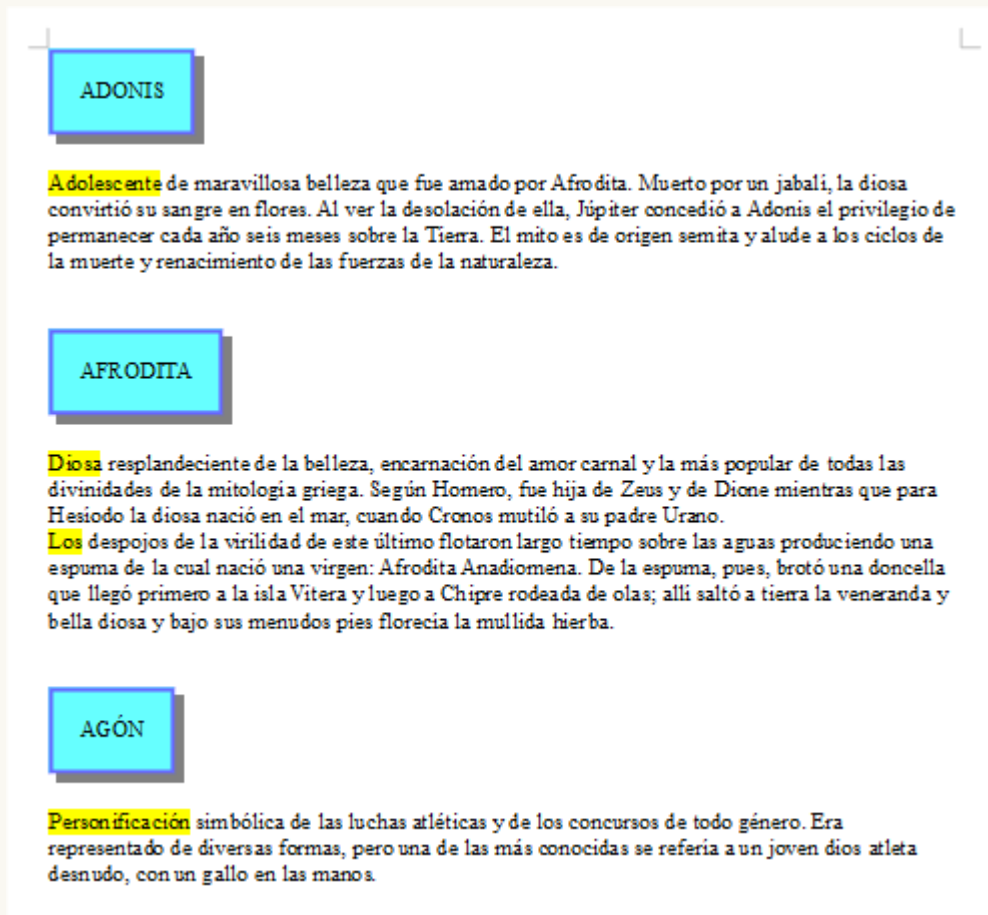 ADONIS
Adolescente de maravillosa belleza que fue amado por Afrodita. Muerto por un jabalí, la diosa
convirtió su sangre en flores. Al ver la desolación de ella, Júpiter concedió a Adonis el privilegio de
permanecer cada año seis meses sobre la Tierra. El mito es de origen semita y alude a los ciclos de
la muerte y renacimiento de las fuerzas de la naturaleza.
AFRODITA
Diosa resplandeciente de la belleza, encarnación del amor carnal y la más popular de todas las
divinidades de la mitología griega. Según Homero, fue hija de Zeus y de Dione mientras que para
Hesíodo la diosa nació en el mar, cuando Cronos mutiló a su padre Urano.
Los despojos de la virilidad de este último flotaron largo tiempo sobre las aguas produciendo una
espuma de la cual nació una virgen: Afrodita Anadiomena. De la espuma, pues, brotó una doncella
que llegó primero a la isla Vitera y luego a Chipre rodeada de olas; allí saltó a tierra la veneranda y
bella diosa y bajo sus menudos pies florecía la mullida hierba.
AGÓN
Personificación simbólica de las luchas atléticas y de los concursos de todo género. Era
representado de diversas formas, pero una de las más conocidas se refería a un joven dios atleta
desnudo, con un gallo en las manos.